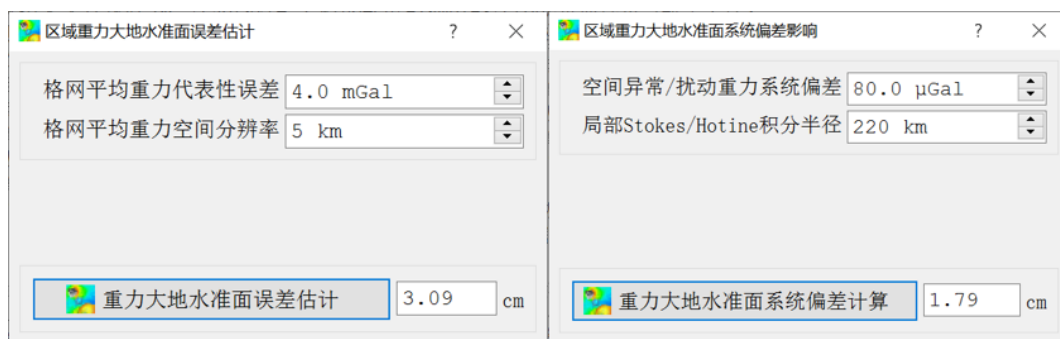 区域重力大地水准面误差估计 ? ×
格网平均重力代表性误差 4.0 mGal
格网平均重力空间分辨率 5 km
重力大地水准面误差估计 3.09 cm
区域重力大地水准面系统偏差影响 ? ×
空间异常/扰动重力系统偏差 80.0 μGal
局部Stokes/Hotine积分半径 220 km
重力大地水准面系统偏差计算 1.79 cm